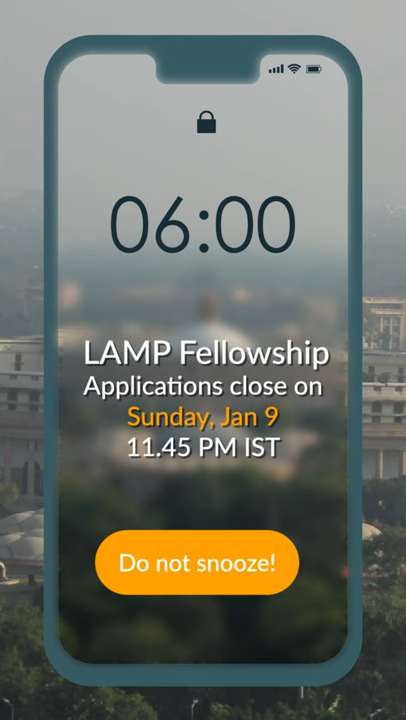 06:00
LAMP Fellowship
Applications close on
Sunday, Jan 9
11.45 PM IST
Do not snooze!